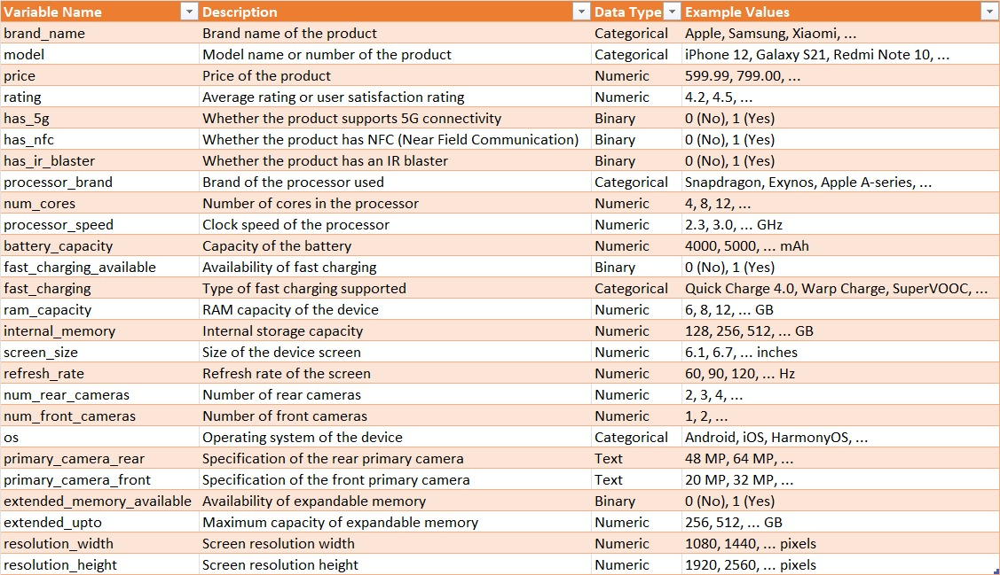 Variable Name Description Data Type Example Values
brand_name Brand name of the product Categorical Apple, Samsung, Xiaomi, ...
model Model name or number of the product Categorical iPhone 12, Galaxy S21, Redmi Note 10, ...
price Price of the product Numeric 599.99, 799.00, ...
rating Average rating or user satisfaction rating Numeric 4.2, 4.5, ...
has_5g Whether the product supports 5G connectivity Binary 0 (No), 1 (Yes)
has_nfc Whether the product has NFC (Near Field Communication) Binary 0 (No), 1 (Yes)
has_ir_blaster Whether the product has an IR blaster Binary 0 (No), 1 (Yes)
processor_brand Brand of the processor used Categorical Snapdragon, Exynos, Apple A-series, ...
num_cores Number of cores in the processor Numeric 4, 8, 12, ...
processor_speed Clock speed of the processor Numeric 2.3, 3.0, ... GHz
battery_capacity Capacity of the battery Numeric 4000, 5000, ... mAh
fast_charging_available Availability of fast charging Binary 0 (No), 1 (Yes)
fast_charging Type of fast charging supported Categorical Quick Charge 4.0, Warp Charge, SuperVOOC, ...
ram_capacity RAM capacity of the device Numeric 6, 8, 12, ... GB
internal_memory Internal storage capacity Numeric 128, 256, 512, ... GB
screen_size Size of the device screen Numeric 6.1, 6.7, ... inches
refresh_rate Refresh rate of the screen Numeric 60, 90, 120, ... Hz
num_rear_cameras Number of rear cameras Numeric 2, 3, 4, ...
num_front_cameras Number of front cameras Numeric 1, 2, ...
os Operating system of the device Categorical Android, iOS, HarmonyOS, ...
primary_camera_rear Specification of the rear primary camera Text 48 MP, 64 MP, ...
primary_camera_front Specification of the front primary camera Text 20 MP, 32 MP, ...
extended_memory_available Availability of expandable memory Binary 0 (No), 1 (Yes)
extended_upto Maximum capacity of expandable memory Numeric 256, 512, ... GB
resolution_width Screen resolution width Numeric 1080, 1440, ... pixels
resolution_height Screen resolution height Numeric 1920, 2560, ... pixels